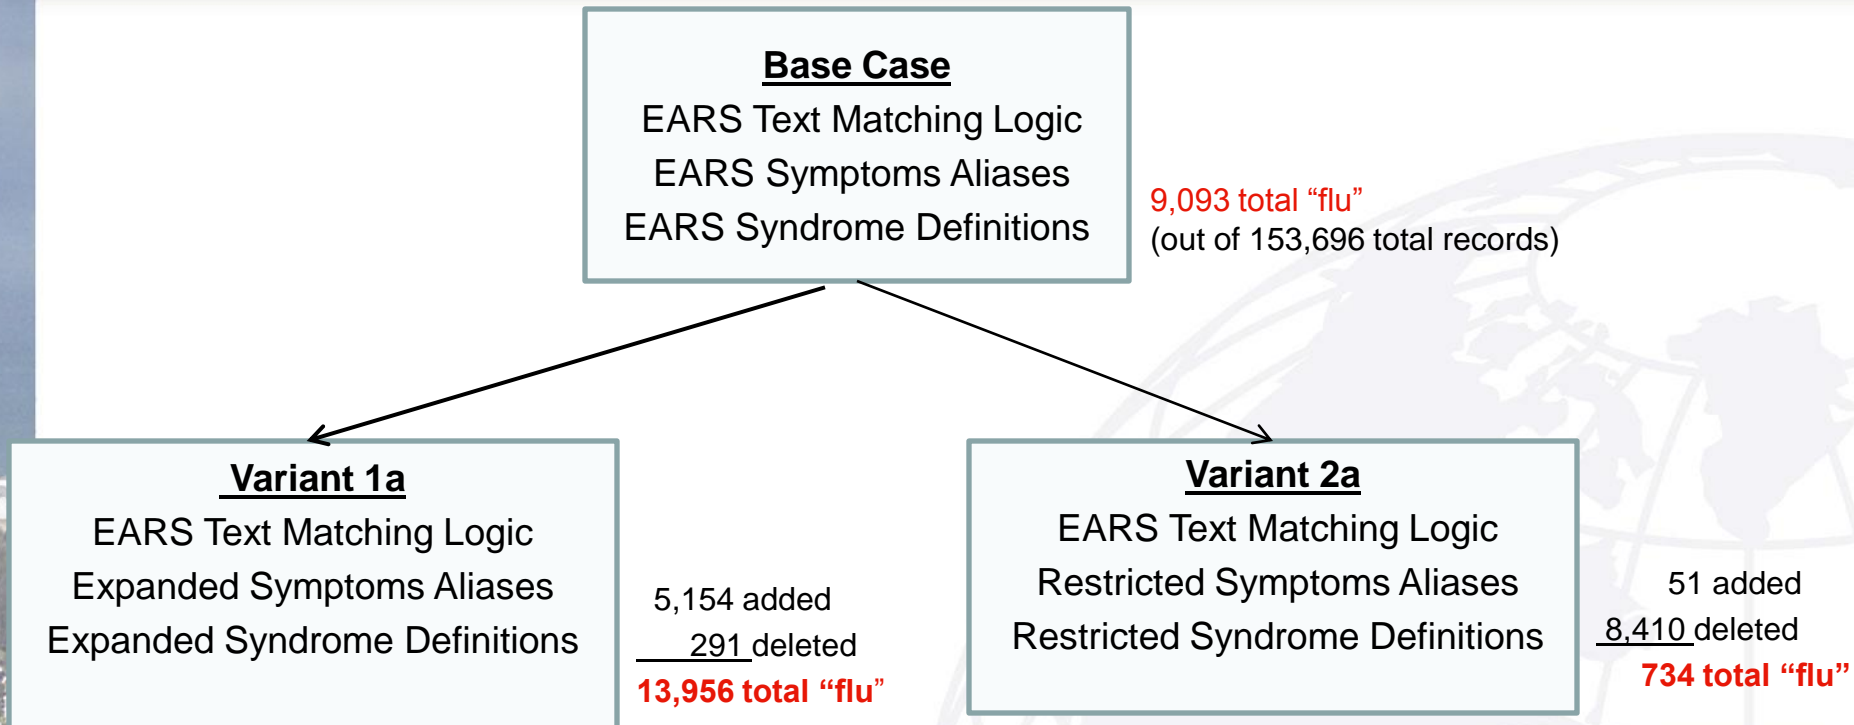 Base Case
EARS Text Matching Logic
EARS Symptoms Aliases
EARS Syndrome Definitions
9,093 total “flu”
(out of 153,696 total records)
Variant 1a
EARS Text Matching Logic
Expanded Symptoms Aliases
Expanded Syndrome Definitions
5,154 added
291 deleted
13,956 total “flu”
Variant 2a
EARS Text Matching Logic
Restricted Symptoms Aliases
Restricted Syndrome Definitions
51 added
8,410 deleted
734 total “flu”